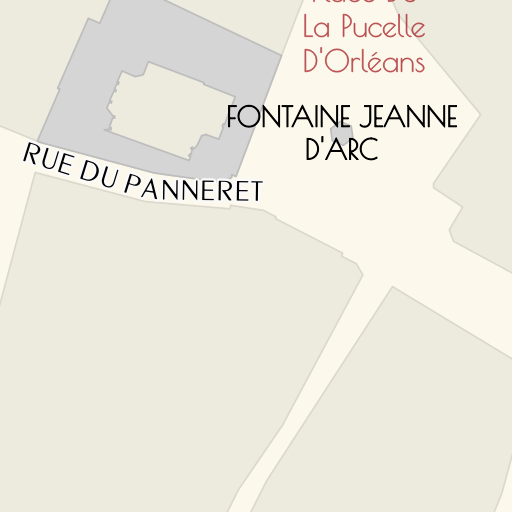 La Pucelle
D'Orléans
FONTAINE JEANNE
D'ARC
RUE DU PANNERET